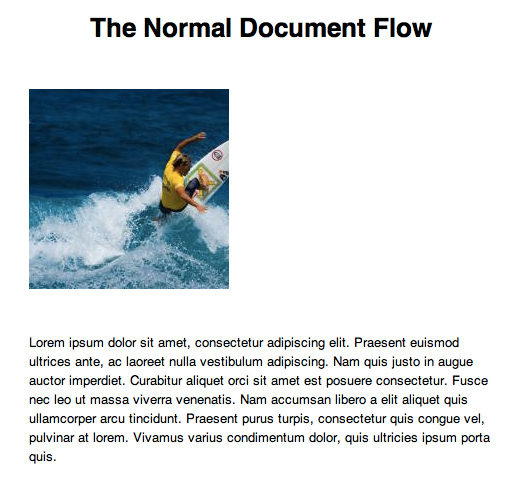 The Normal Document Flow
Lorem ipsum dolor sit amet, consectetur adipiscing elit. Praesent euismod
ultrices ante, ac laoreet nulla vestibulum adipiscing. Nam quis justo in augue
auctor imperdiet. Curabitur aliquet orci sit amet est posuere consectetur. Fusce
nec leo ut massa viverra venenatis. Nam accumsan libero a elit aliquet quis
ullamcorper arcu tincidunt. Praesent purus turpis, consectetur quis congue vel,
pulvinar at lorem. Vivamus varius condimentum dolor, quis ultricies ipsum porta
quis.